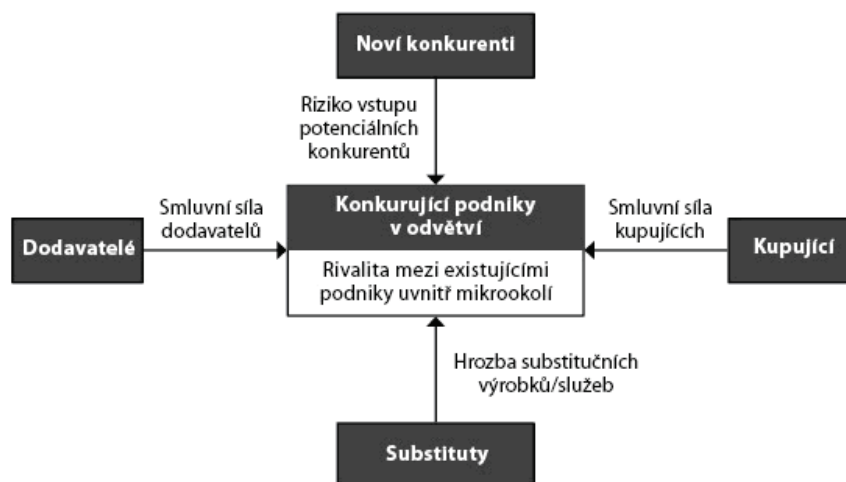 Noví konkurenti
Riziko vstupu
potenciálních
konkurentů
Konkurující podniky
v odvětví
Smluvní síla
dodavatelů
Smluvní síla
kupujících
Dodavatelé
Kupující
Rivalita mezi existujícími
podniky uvnitř mikrookolí
Hrozba substitučních
výrobků/služeb
Substituty